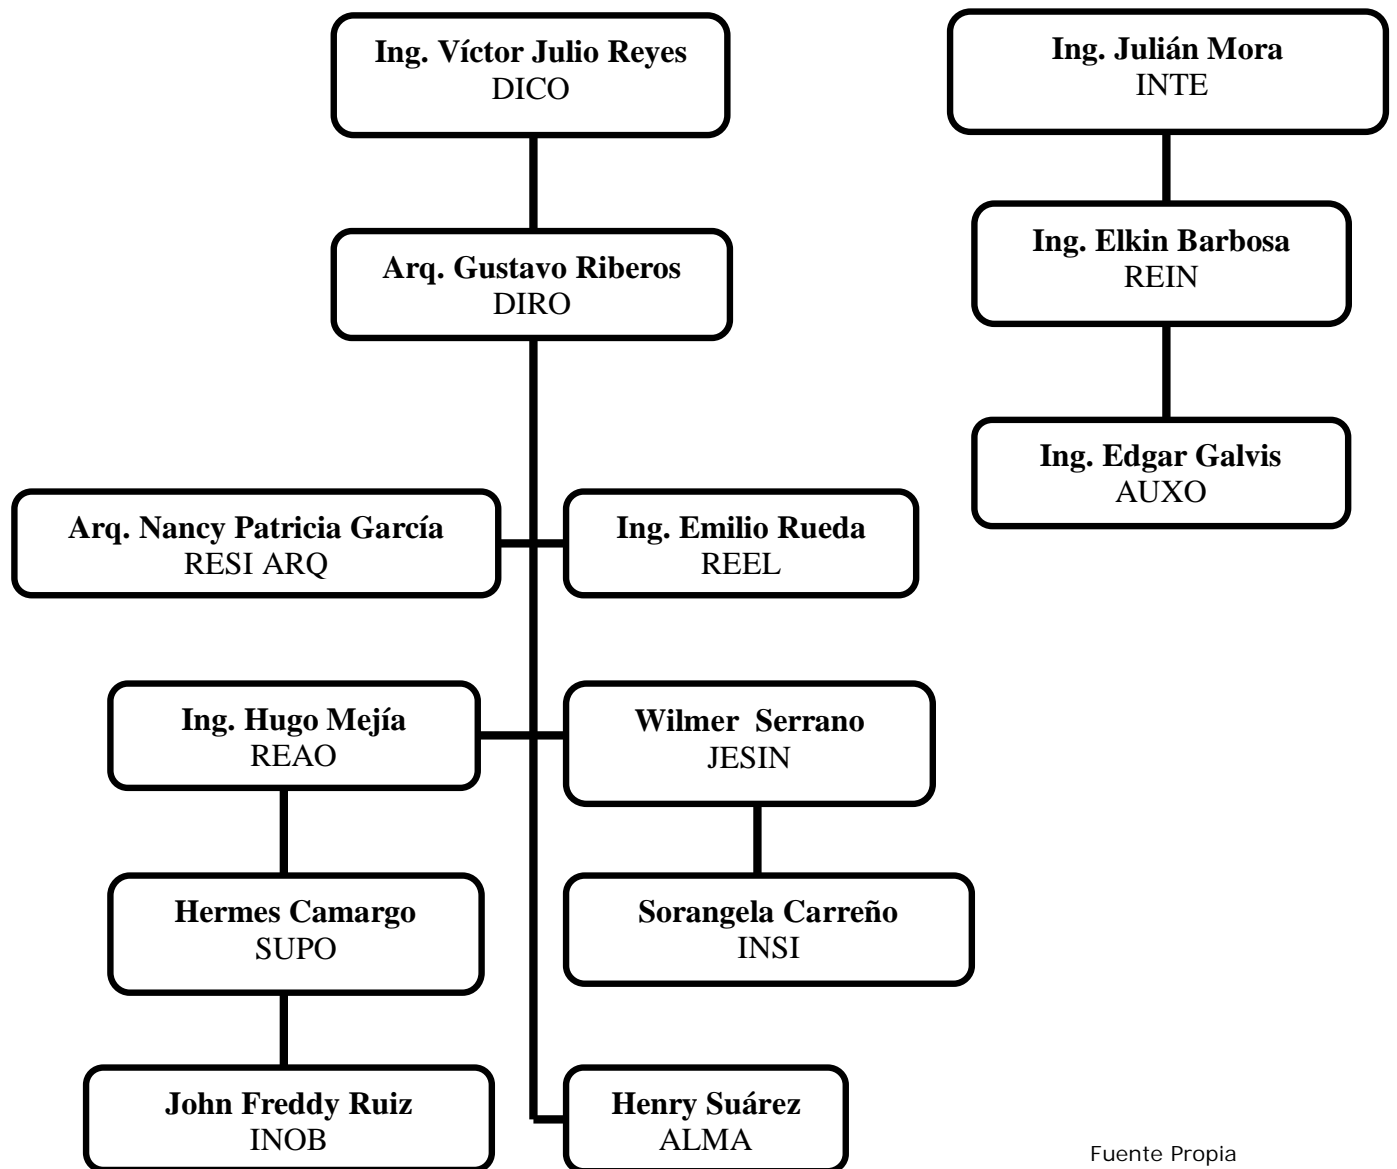 Ing. Víctor Julio Reyes
DICO
Ing. Julián Mora
INTE
Arq. Gustavo Riberos
DIRO
Ing. Elkin Barbosa
REIN
Ing. Edgar Galvis
AUXO
Arq. Nancy Patricia García
RESI ARQ
Ing. Emilio Rueda
REEL
Ing. Hugo Mejía
REAO
Wilmer  Serrano
JESIN
Hermes Camargo
SUPO
Sorangela Carreño
INSI
John Freddy Ruiz
INOB
Henry Suárez
ALMA
Fuente Propia